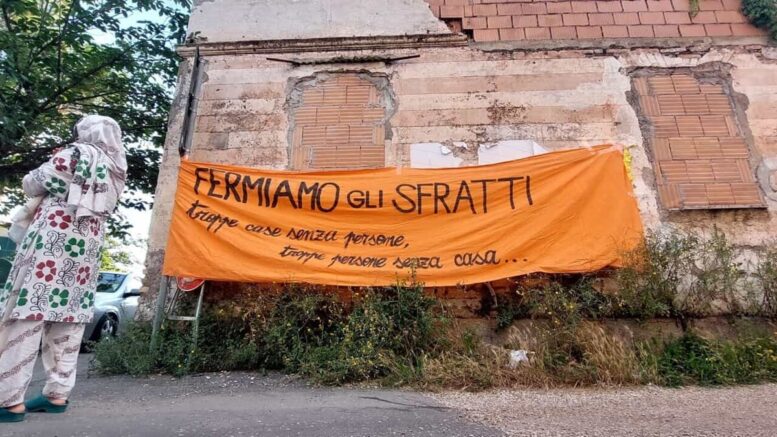 FERMIAMO GLI SFRATTI
troppe case senza persone,
troppe persone senza casa...